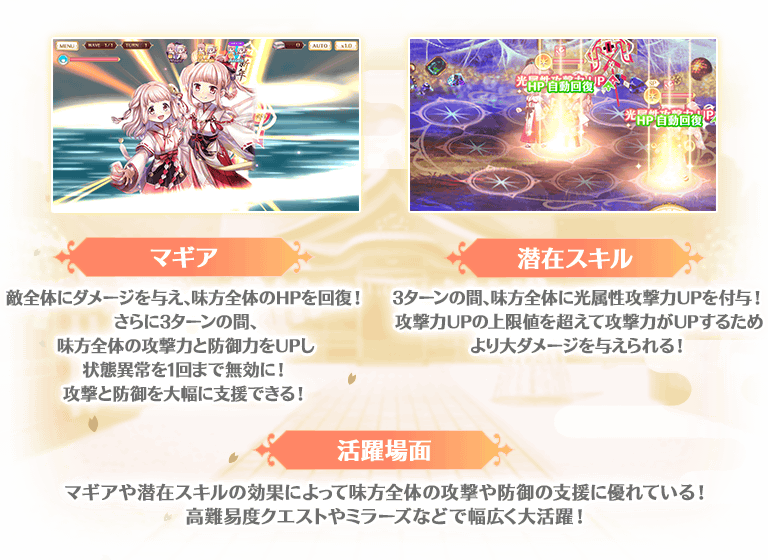 MENU WAVE 1/1 TURN 1 0 AUTO x1.0
光属性攻撃力UP
HP 自動回復
光属性攻撃力UP
HP 自動回復
マギア
敵全体にダメージを与え、味方全体のHPを回復！
さらに3ターンの間、
味方全体の攻撃力と防御力をUPし
状態異常を1回まで無効に！
攻撃と防御を大幅に支援できる！
潜在スキル
3ターンの間、味方全体に光属性攻撃力UPを付与！
攻撃力UPの上限値を超えて攻撃力がUPするため
より大ダメージを与えられる！
活躍場面
マギアや潜在スキルの効果によって味方全体の攻撃や防御の支援に優れている！
高難易度クエストやミラーズなどで幅広く大活躍！